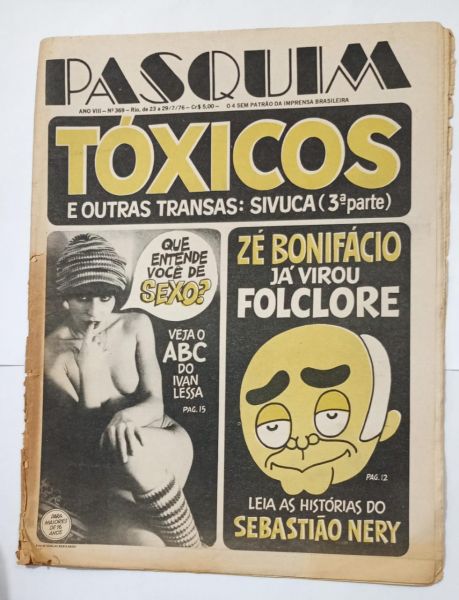 PASQUIM
ANO VIII – Nº 369 – Rio, de 23 a 29/7/76 – Cr$ 5,00 – O 4 SEM PATRÃO DA IMPRENSA BRASILEIRA
TÓXICOS
E OUTRAS TRANSAS: SIVUCA (3ª parte)
QUE
ENTENDE
VOCÊ DE
SEXO?
VEJA O
ABC
DO
IVAN
LESSA
PAG. 15
PARA
MAIORES
DE 16
ANOS
ZÉ BONIFÁCIO
JÁ VIROU
FOLCLORE
PAG. 12
LEIA AS HISTÓRIAS DO
SEBASTIÃO NERY